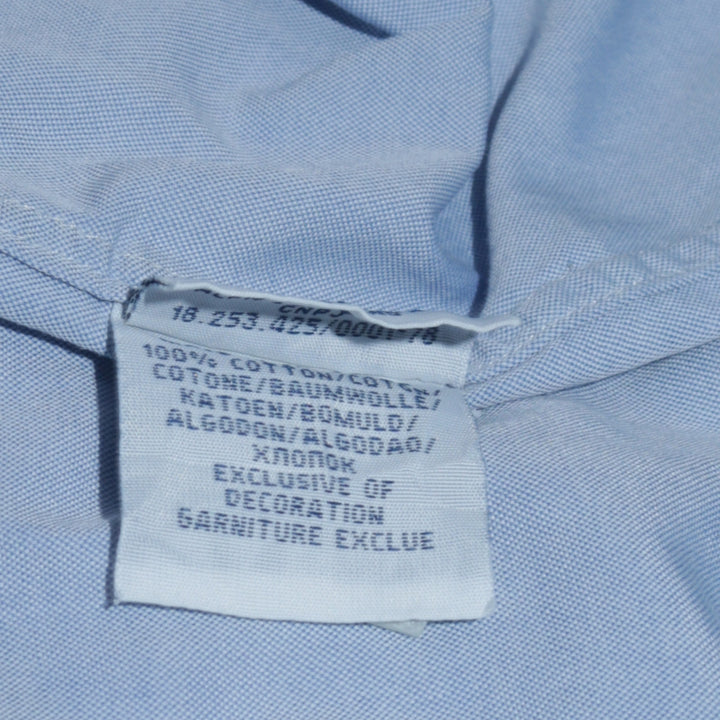 18.253.425/0001-78
100% COTTON/COTON/
COTONE/BAUMWOLLE/
KATOEN/BOMULD/
ALGODON/ALGODAO/
ХЛОПОК
EXCLUSIVE OF
DECORATION
GARNITURE EXCLUE